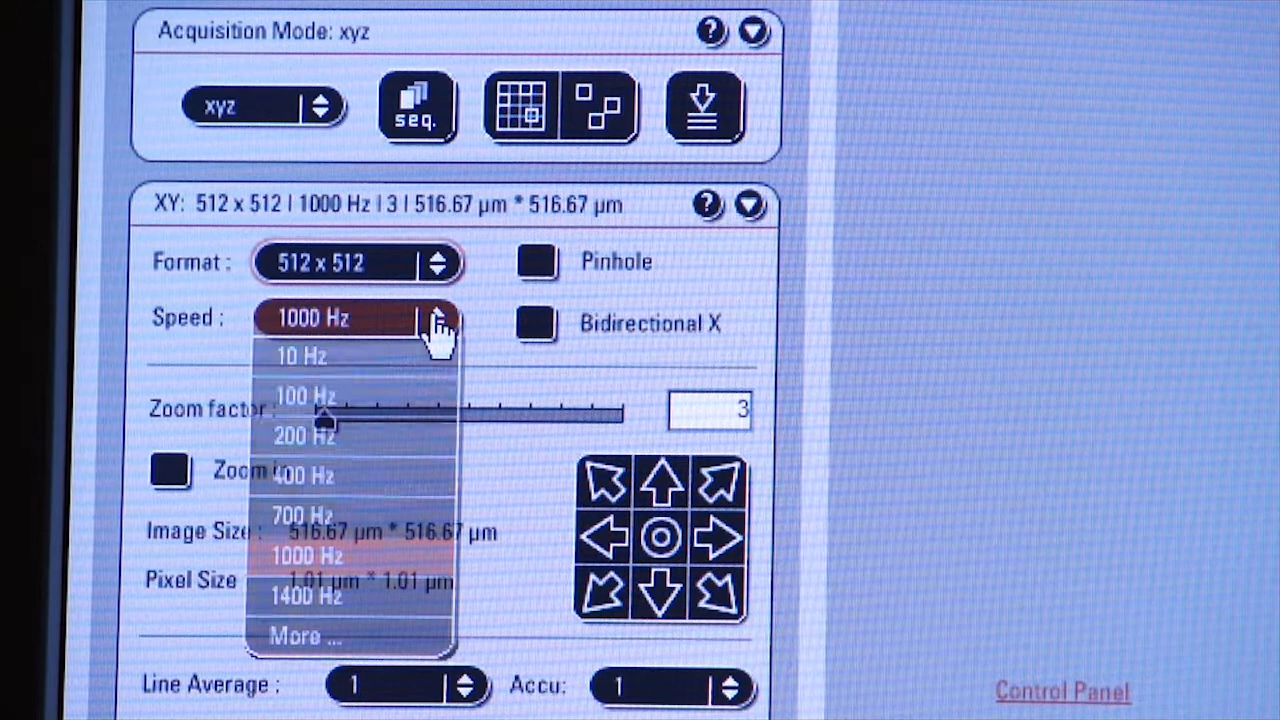 Acquisition Mode: xyz
?
xyz
seq.
XY: 512 x 512 | 1000 Hz | 3 | 516.67 µm * 516.67 µm
?
Format : 512 x 512
Pinhole
Speed : 1000 Hz
Bidirectional X
10 Hz
100 Hz
Zoom factor : 3
200 Hz
Zoom in
400 Hz
700 Hz
Image Size : 516.67 µm * 516.67 µm
1000 Hz
Pixel Size 1.01 µm * 1.01 µm
1400 Hz
More ...
Line Average : 1 Accu: 1
Control Panel